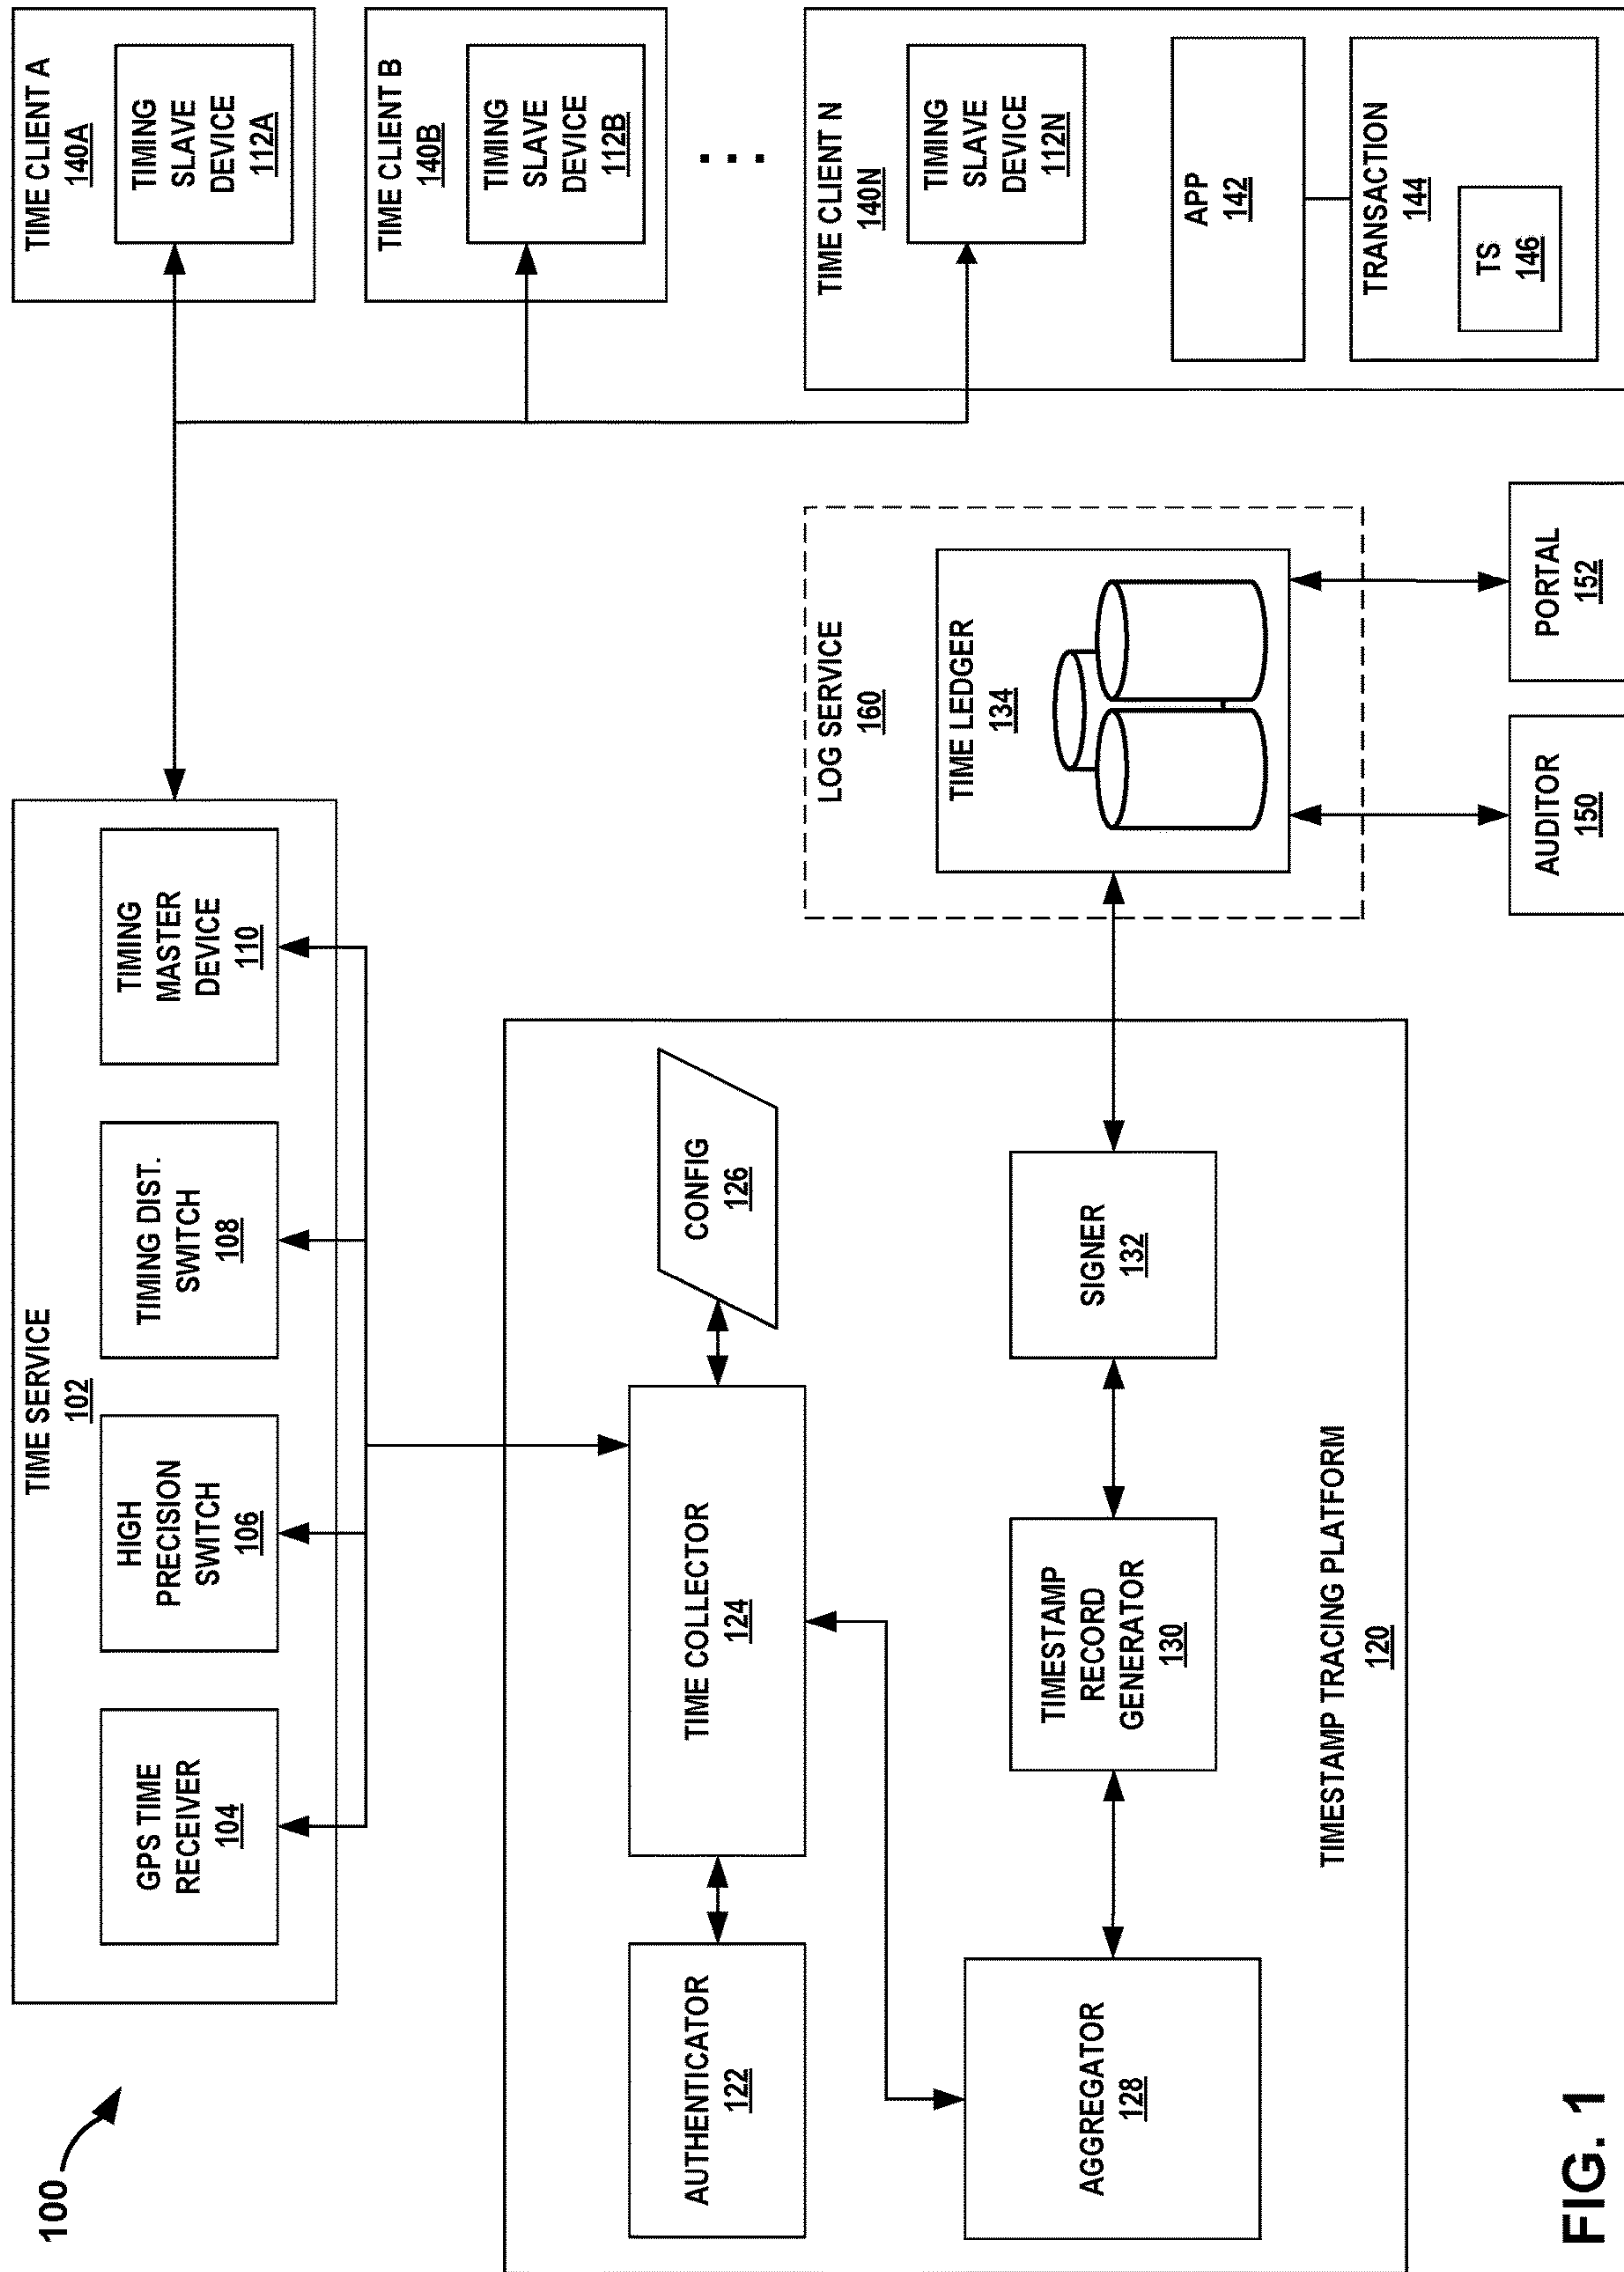 100
TIME SERVICE
102
GPS TIME
RECEIVER
104
HIGH
PRECISION
SWITCH
106
TIMING DIST.
SWITCH
108
TIMING
MASTER
DEVICE
110
TIME CLIENT A
140A
TIMING
SLAVE
DEVICE
112A
TIME CLIENT B
140B
TIMING
SLAVE
DEVICE
112B
TIME CLIENT N
140N
TIMING
SLAVE
DEVICE
112N
APP
142
TRANSACTION
144
TS
146
AUTHENTICATOR
122
TIME COLLECTOR
124
CONFIG
126
AGGREGATOR
128
TIMESTAMP
RECORD
GENERATOR
130
SIGNER
132
TIMESTAMP TRACING PLATFORM
120
LOG SERVICE
160
TIME LEDGER
134
AUDITOR
150
PORTAL
152
FIG. 1